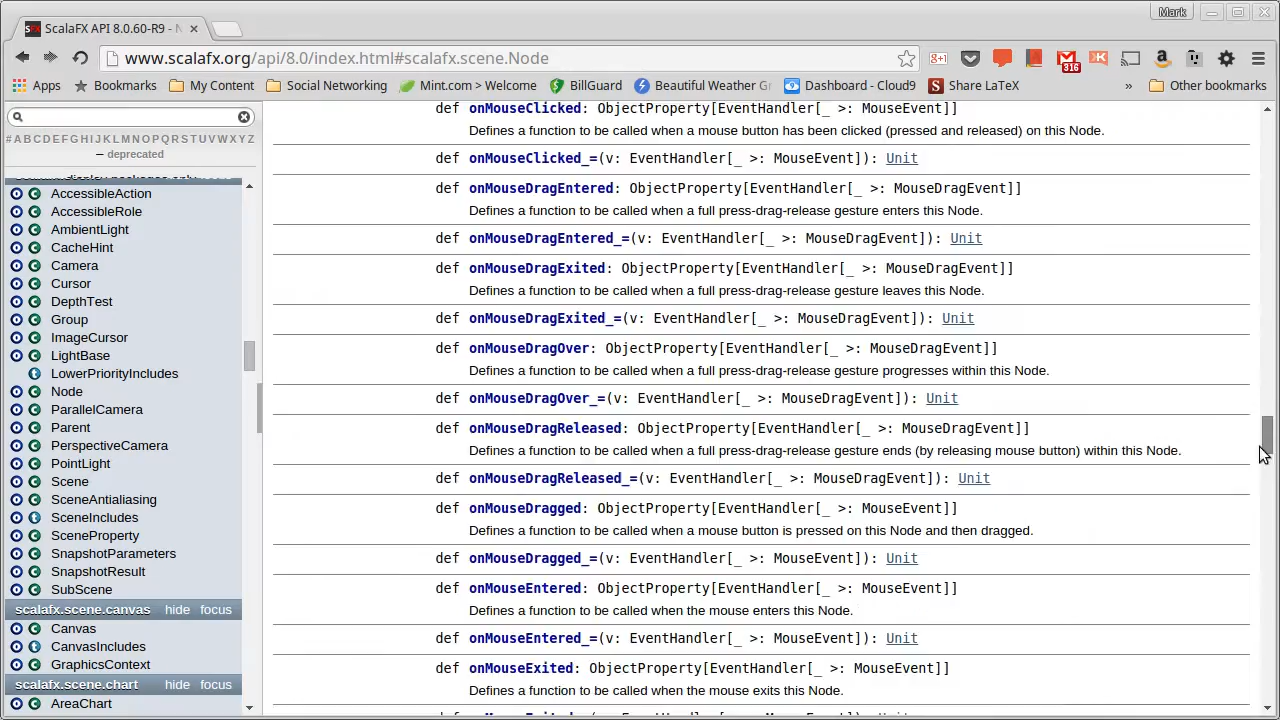 Mark
SFX ScalaFX API 8.0.60-R9 - N
www.scalafx.org/api/8.0/index.html#scalafx.scene.Node
316
Apps Bookmarks My Content Social Networking Mint.com > Welcome BillGuard Beautiful Weather Gr Dashboard - Cloud9 Share LaTeX » Other bookmarks
#ABCDEFGHIJKLMNOPQRSTUVWXYZ
– deprecated
display packages only
AccessibleAction
AccessibleRole
AmbientLight
CacheHint
Camera
Cursor
DepthTest
Group
ImageCursor
LightBase
LowerPriorityIncludes
Node
ParallelCamera
Parent
PerspectiveCamera
PointLight
Scene
SceneAntialiasing
SceneIncludes
SceneProperty
SnapshotParameters
SnapshotResult
SubScene
scalafx.scene.canvas hide focus
Canvas
CanvasIncludes
GraphicsContext
scalafx.scene.chart hide focus
AreaChart
def onMouseClicked: ObjectProperty[EventHandler[_ >: MouseEvent]]
Defines a function to be called when a mouse button has been clicked (pressed and released) on this Node.
def onMouseClicked_=(v: EventHandler[_ >: MouseEvent]): Unit
def onMouseDragEntered: ObjectProperty[EventHandler[_ >: MouseDragEvent]]
Defines a function to be called when a full press-drag-release gesture enters this Node.
def onMouseDragEntered_=(v: EventHandler[_ >: MouseDragEvent]): Unit
def onMouseDragExited: ObjectProperty[EventHandler[_ >: MouseDragEvent]]
Defines a function to be called when a full press-drag-release gesture leaves this Node.
def onMouseDragExited_=(v: EventHandler[_ >: MouseDragEvent]): Unit
def onMouseDragOver: ObjectProperty[EventHandler[_ >: MouseDragEvent]]
Defines a function to be called when a full press-drag-release gesture progresses within this Node.
def onMouseDragOver_=(v: EventHandler[_ >: MouseDragEvent]): Unit
def onMouseDragReleased: ObjectProperty[EventHandler[_ >: MouseDragEvent]]
Defines a function to be called when a full press-drag-release gesture ends (by releasing mouse button) within this Node.
def onMouseDragReleased_=(v: EventHandler[_ >: MouseDragEvent]): Unit
def onMouseDragged: ObjectProperty[EventHandler[_ >: MouseEvent]]
Defines a function to be called when a mouse button is pressed on this Node and then dragged.
def onMouseDragged_=(v: EventHandler[_ >: MouseEvent]): Unit
def onMouseEntered: ObjectProperty[EventHandler[_ >: MouseEvent]]
Defines a function to be called when the mouse enters this Node.
def onMouseEntered_=(v: EventHandler[_ >: MouseEvent]): Unit
def onMouseExited: ObjectProperty[EventHandler[_ >: MouseEvent]]
Defines a function to be called when the mouse exits this Node.